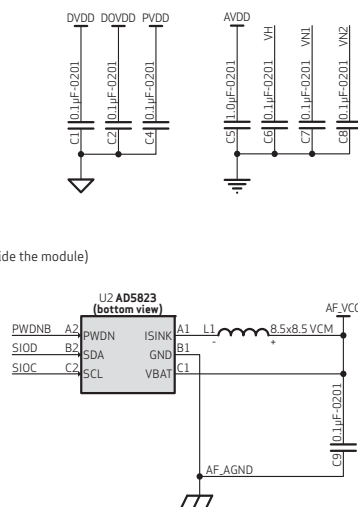 DVDD DOVDD PVDD
C1 0.1µF-0201
C2 0.1µF-0201
C4 0.1µF-0201
AVDD
VH
VN1
VN2
C5 1.0µF-0201
C6 0.1µF-0201
C7 0.1µF-0201
C8 0.1µF-0201
ide the module)
U2 AD5823
(bottom view)
AF_VCC
PWDNB A2 PWDN ISINK A1 L1 8.5x8.5 VCM
- +
SIOD B2 SDA GND B1
SIOC C2 SCL VBAT C1
C9 0.1µF-0201
AF_AGND